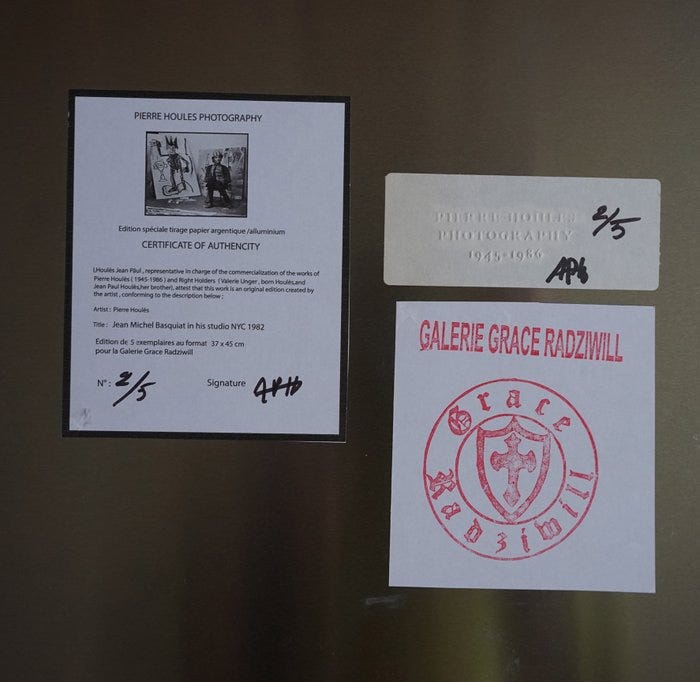 PIERRE HOULES PHOTOGRAPHY
Edition spéciale tirage papier argentique /alluminium
CERTIFICATE OF AUTHENCITY
I,Houlès Jean Pâul , representative in charge of the commercialization of the works of
Pierre Houlès ( 1945-1986 ) and Right Holders ( Valerie Unger , born Houlès,and
Jean Paul Houlès,her brother), attest that this work is an original edition created by
the artist , conforming to the description below ;
Artist : Pierre Houlès
Title : Jean Michel Basquiat in his studio NYC 1982
Edition de 5 exemplaires au format 37 x 45 cm
pour la Galerie Grace Radziwill
N° : 2/5 Signature
PIERRE HOULES
PHOTOGRAPHY
1945-1986
2/5
GALERIE GRACE RADZIWILL
Grace
Radziwill